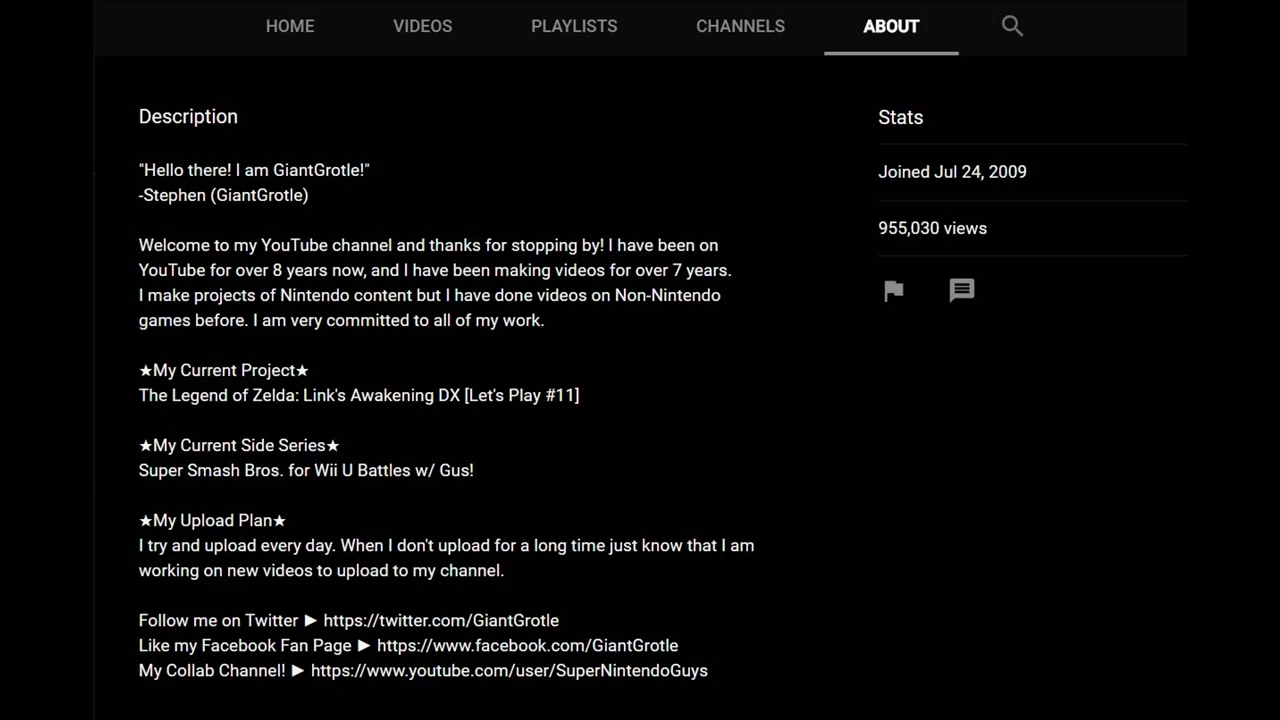 HOME VIDEOS PLAYLISTS CHANNELS ABOUT
Description
"Hello there! I am GiantGrotle!"
-Stephen (GiantGrotle)
Welcome to my YouTube channel and thanks for stopping by! I have been on
YouTube for over 8 years now, and I have been making videos for over 7 years.
I make projects of Nintendo content but I have done videos on Non-Nintendo
games before. I am very committed to all of my work.
★My Current Project★
The Legend of Zelda: Link's Awakening DX [Let's Play #11]
★My Current Side Series★
Super Smash Bros. for Wii U Battles w/ Gus!
★My Upload Plan★
I try and upload every day. When I don't upload for a long time just know that I am
working on new videos to upload to my channel.
Follow me on Twitter ► https://twitter.com/GiantGrotle
Like my Facebook Fan Page ► https://www.facebook.com/GiantGrotle
My Collab Channel! ► https://www.youtube.com/user/SuperNintendoGuys
Stats
Joined Jul 24, 2009
955,030 views